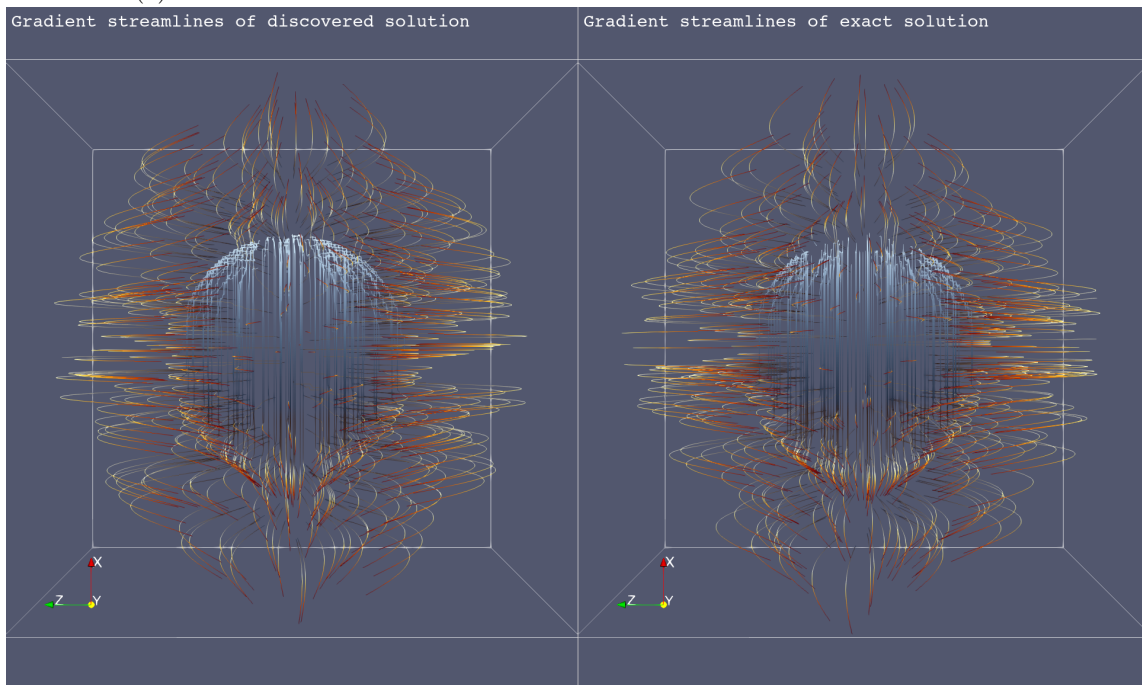 Gradient streamlines of discovered solution
Gradient streamlines of exact solution
X
Z
Y
X
Z
Y